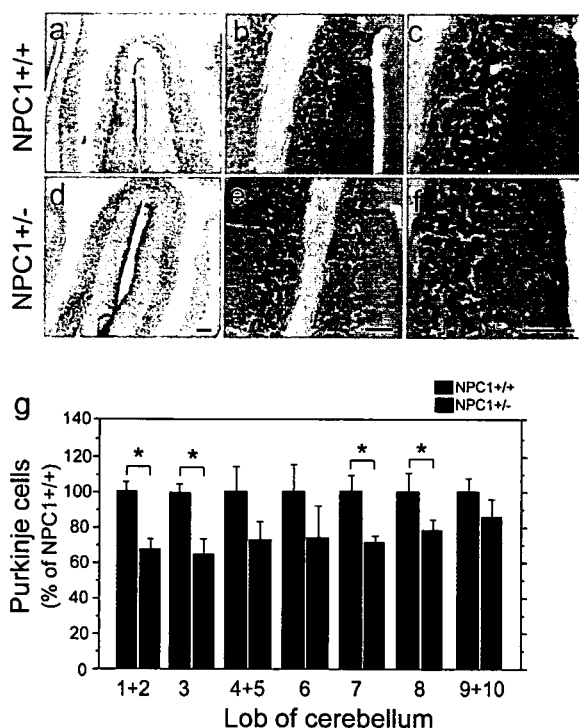 a b c
NPC1+/+
d e f
NPC1+/-
g
NPC1+/+
NPC1+/-
Purkinje cells
(% of NPC1+/+)
140
120
100
80
60
40
20
0
* * * *
1+2 3 4+5 6 7 8 9+10
Lob of cerebellum